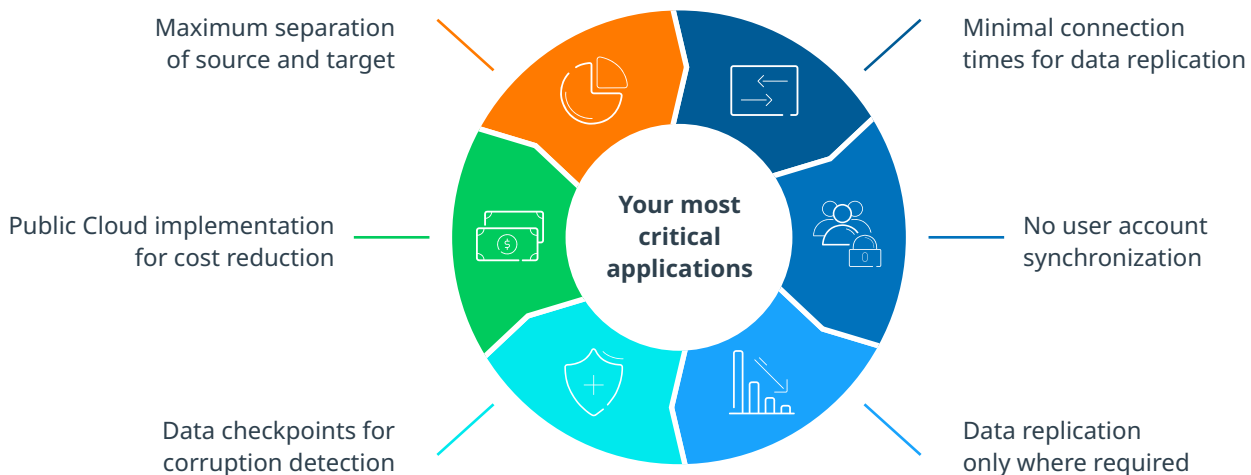 Maximum separation
of source and target
Minimal connection
times for data replication
Public Cloud implementation
for cost reduction
$
Your most
critical
applications
No user account
synchronization
Data checkpoints for
corruption detection
Data replication
only where required